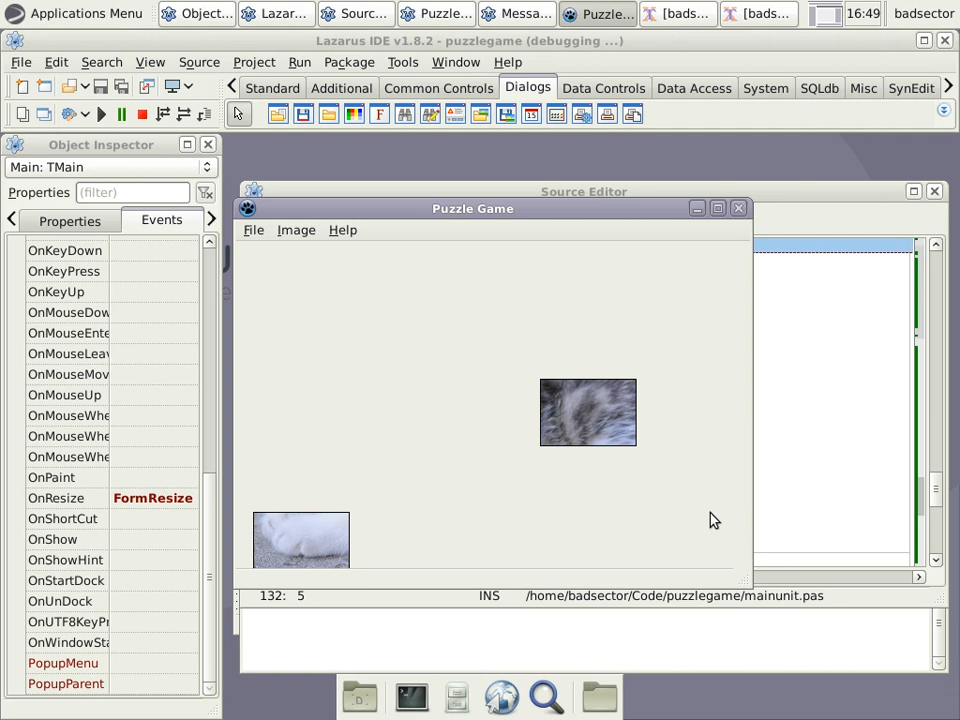 Applications Menu
Object...
Lazar...
Sourc...
Puzzle...
Messa...
Puzzle...
[bads...
[bads...
16:49
badsector
Lazarus IDE v1.8.2 - puzzlegame (debugging ...)
File Edit Search View Source Project Run Package Tools Window Help
Standard Additional Common Controls Dialogs Data Controls Data Access System SQLdb Misc SynEdit
Object Inspector
Main: TMain
Properties (filter)
Properties Events
OnKeyDown
OnKeyPress
OnKeyUp
OnMouseDow
OnMouseEnte
OnMouseLeav
OnMouseMov
OnMouseUp
OnMouseWhe
OnMouseWhe
OnMouseWhe
OnPaint
OnResize FormResize
OnShortCut
OnShow
OnShowHint
OnStartDock
OnUnDock
OnUTF8KeyPr
OnWindowSta
PopupMenu
PopupParent
Source Editor
Puzzle Game
File Image Help
132: 5 INS /home/badsector/Code/puzzlegame/mainunit.pas